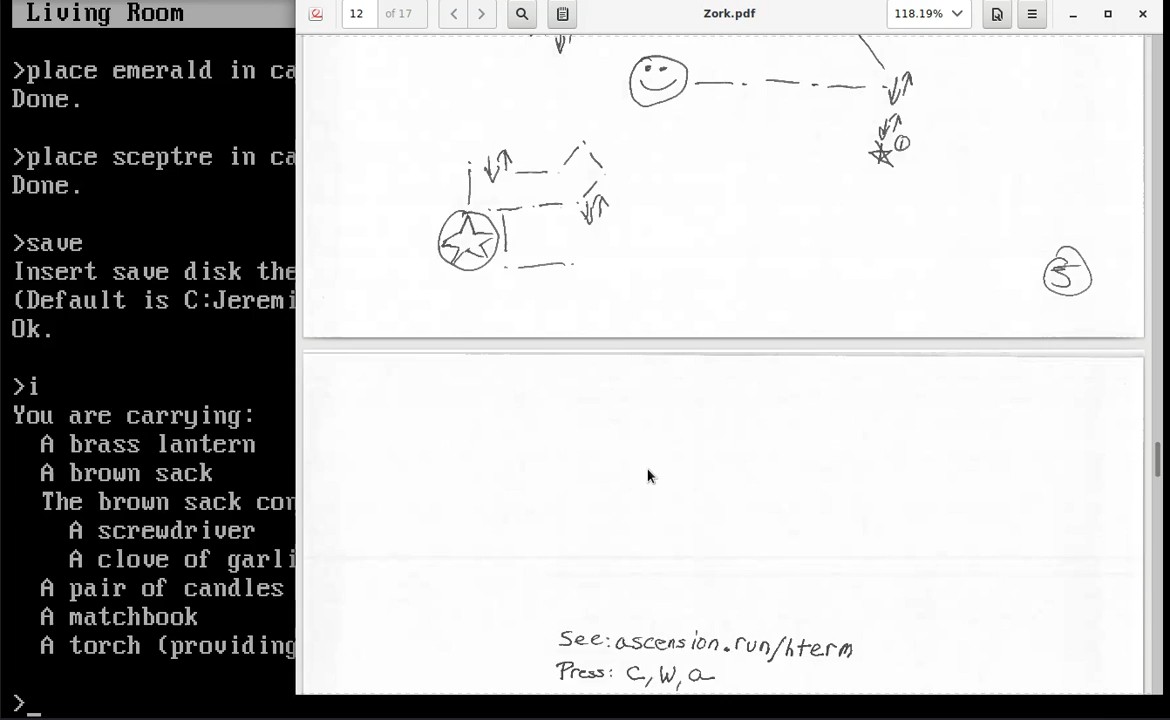 Living Room
12 of 17
Zork.pdf
118.19%
>place emerald in ca
Done.
>place sceptre in ca
Done.
>save
Insert save disk the
(Default is C:Jeremi
Ok.
>i
You are carrying:
A brass lantern
A brown sack
The brown sack con
A screwdriver
A clove of garli
A pair of candles
A matchbook
A torch (providing
>_
1
5
See: ascension.run/hterm
Press: C, W, a